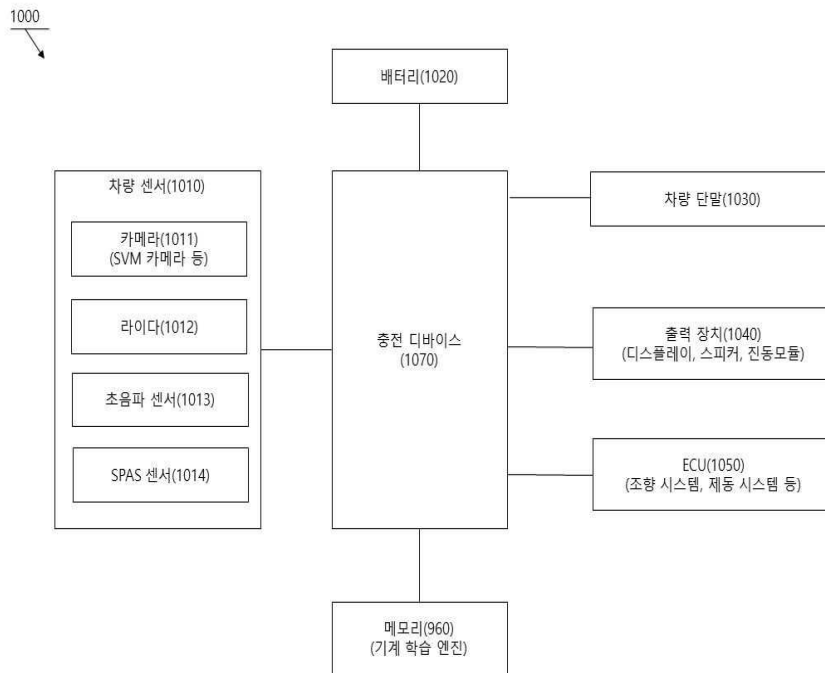 1000
배터리(1020)
차량 센서(1010)
카메라(1011)
(SVM 카메라 등)
라이다(1012)
초음파 센서(1013)
SPAS 센서(1014)
충전 디바이스
(1070)
차량 단말(1030)
출력 장치(1040)
(디스플레이, 스피커, 진동모듈)
ECU(1050)
(조향 시스템, 제동 시스템 등)
메모리(960)
(기계 학습 엔진)